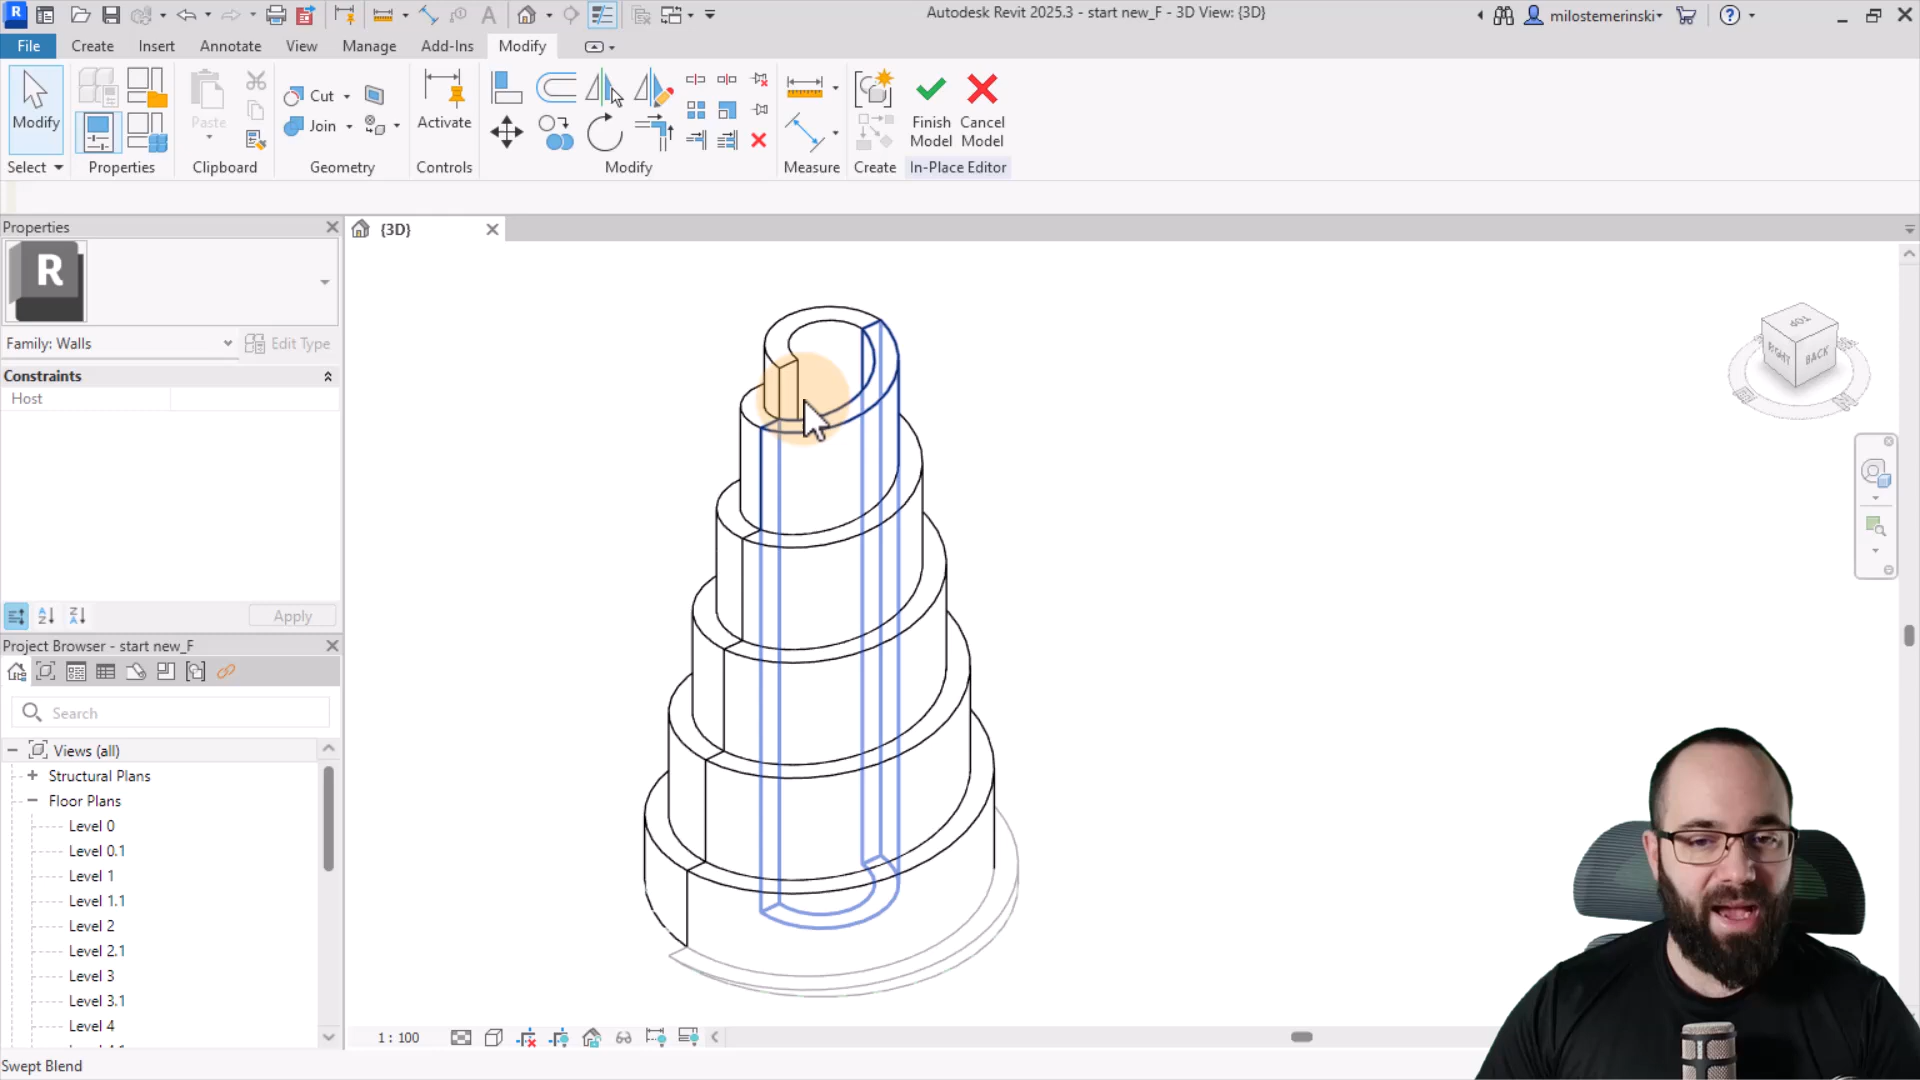 Autodesk Revit 2025.3 - start new_F - 3D View: {3D}
milostemerinski
File
Create
Insert
Annotate
View
Manage
Add-Ins
Modify
Modify
Paste
Cut
Join
Activate
Finish Model
Cancel Model
Select
Properties
Clipboard
Geometry
Controls
Modify
Measure
Create
In-Place Editor
Properties
{3D}
R
Family: Walls
Edit Type
Constraints
Host
Apply
Project Browser - start new_F
Search
Views (all)
Structural Plans
Floor Plans
Level 0
Level 0.1
Level 1
Level 1.1
Level 2
Level 2.1
Level 3
Level 3.1
Level 4
TOP
RIGHT
BACK
1 : 100
Swept Blend